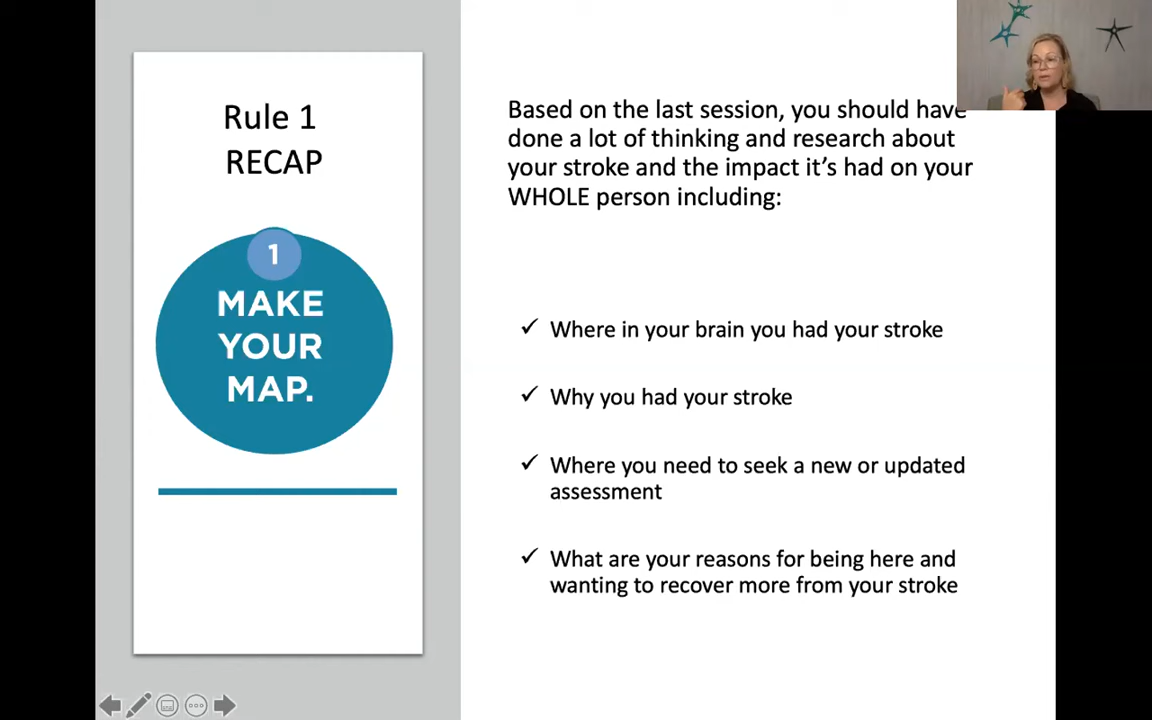 Rule 1
RECAP
1
MAKE
YOUR
MAP.
Based on the last session, you should have
done a lot of thinking and research about
your stroke and the impact it’s had on your
WHOLE person including:
✓ Where in your brain you had your stroke
✓ Why you had your stroke
✓ Where you need to seek a new or updated
assessment
✓ What are your reasons for being here and
wanting to recover more from your stroke